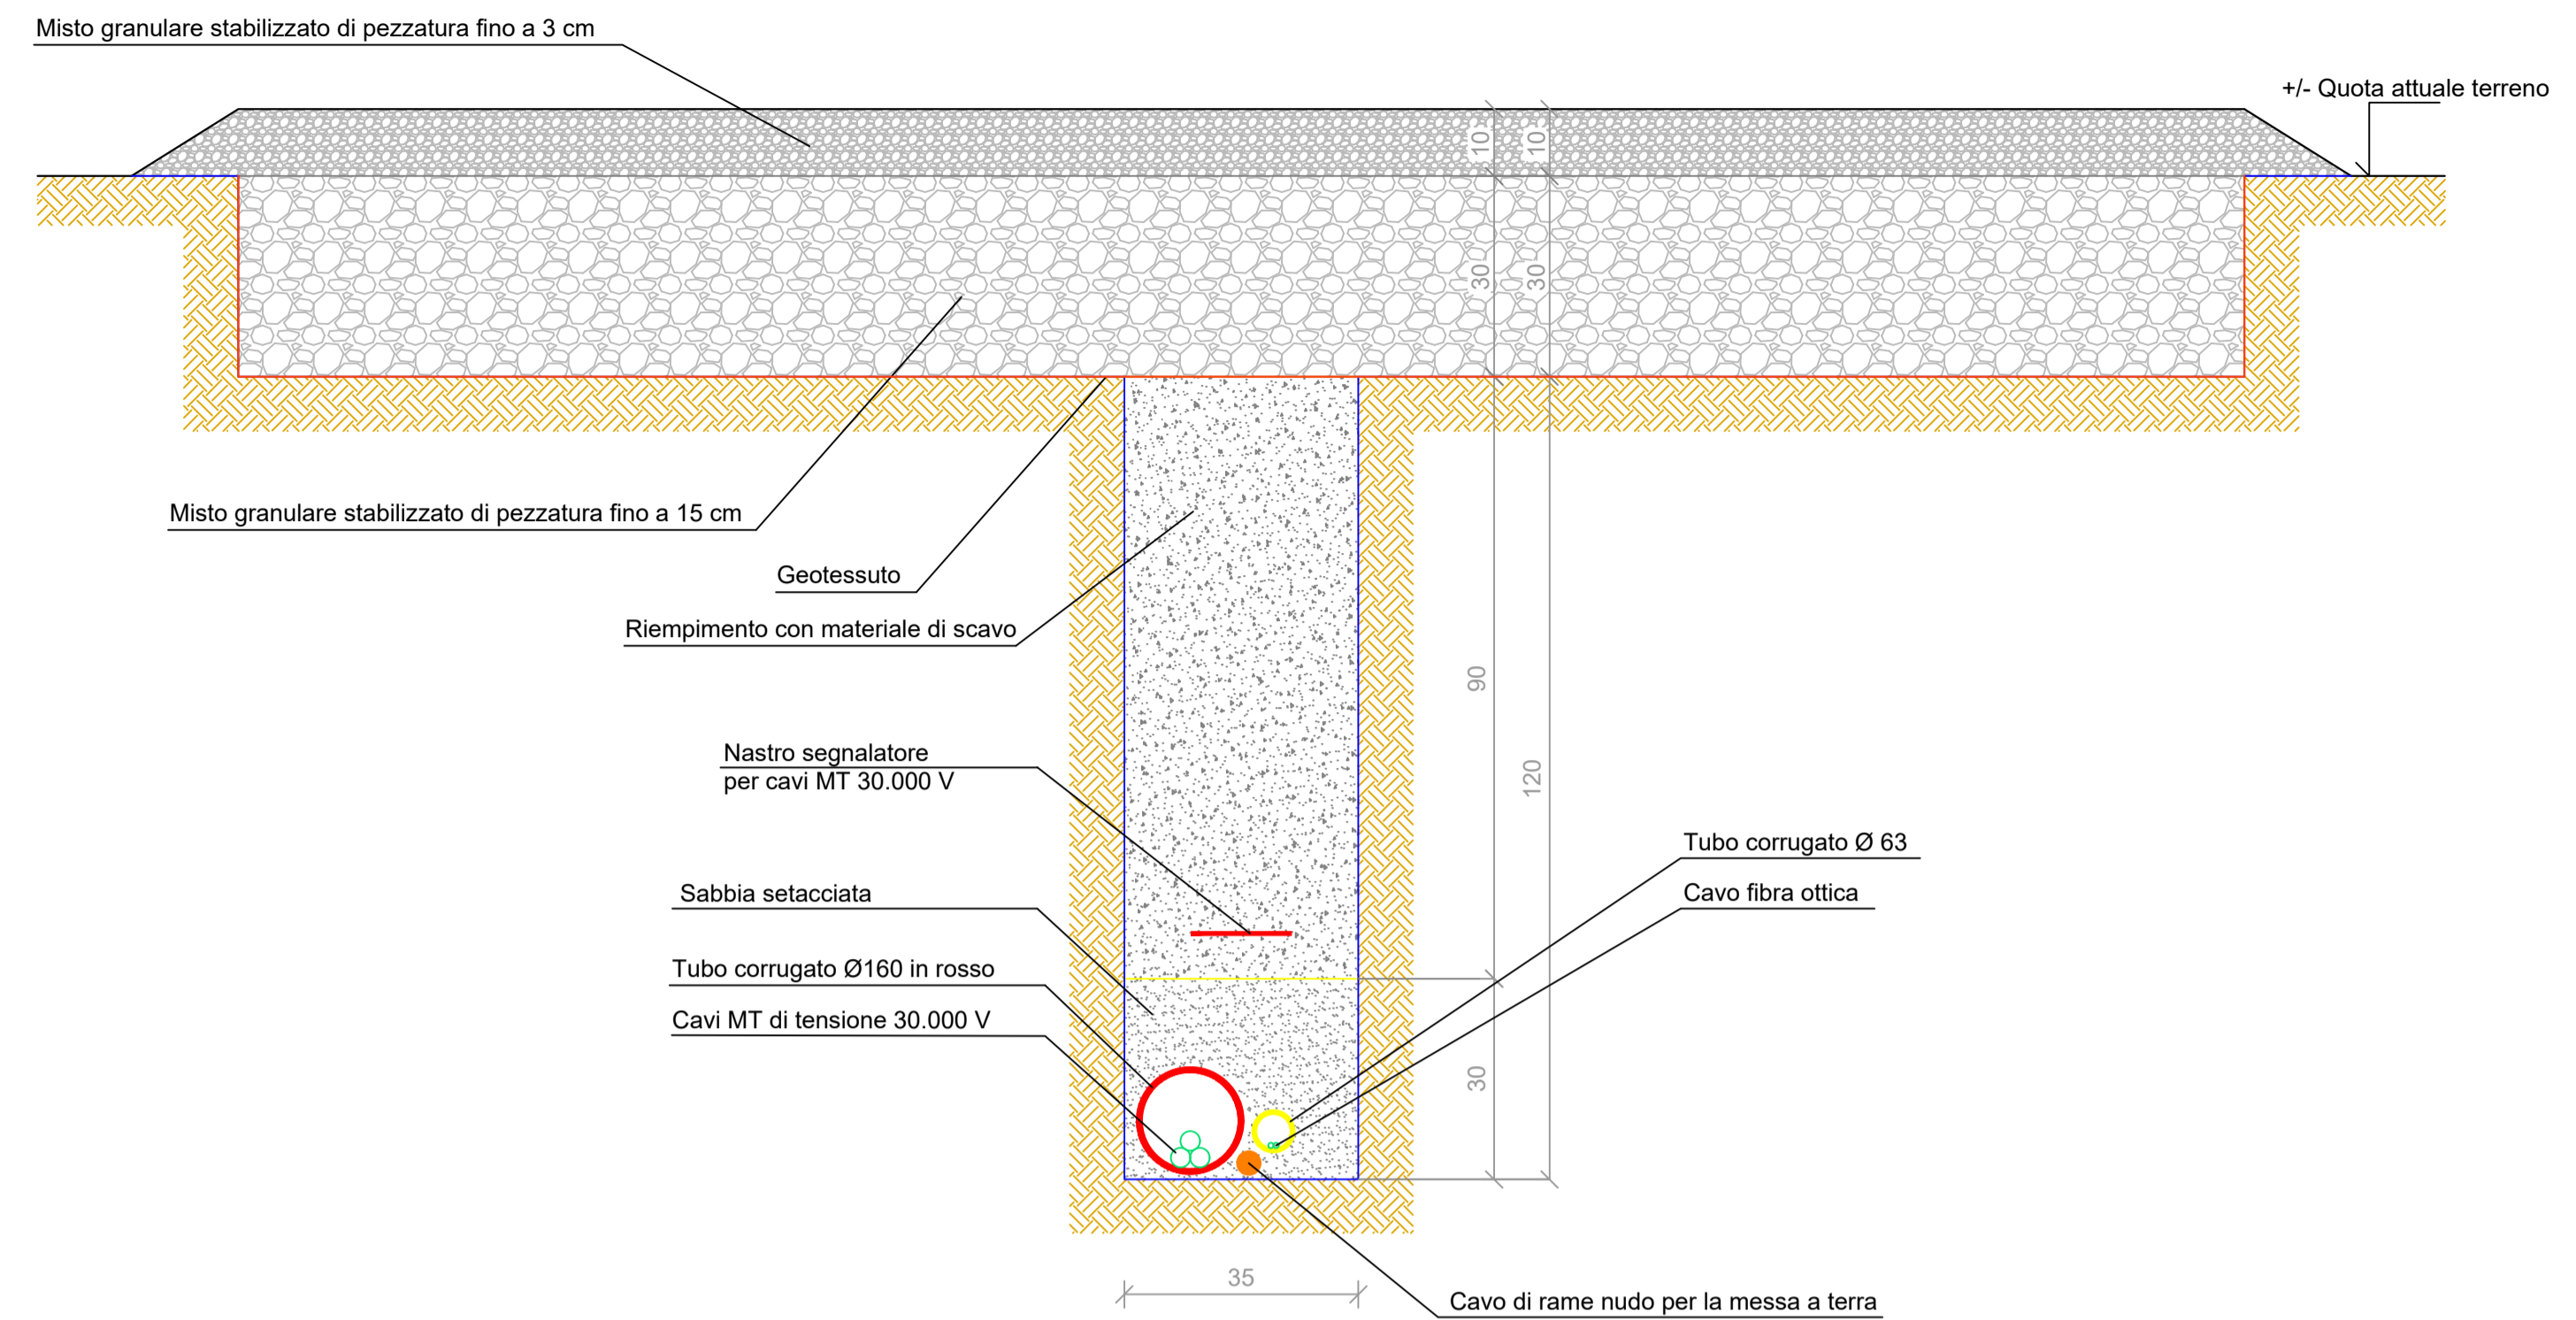 Misto granulare stabilizzato di pezzatura fino a 3 cm
+/- Quota attuale terreno
10
10
30
30
Misto granulare stabilizzato di pezzatura fino a 15 cm
Geotessuto
Riempimento con materiale di scavo
90
Nastro segnalatore
per cavi MT 30.000 V
120
Tubo corrugato Ø 63
Sabbia setacciata
Cavo fibra ottica
Tubo corrugato Ø160 in rosso
Cavi MT di tensione 30.000 V
30
35
Cavo di rame nudo per la messa a terra